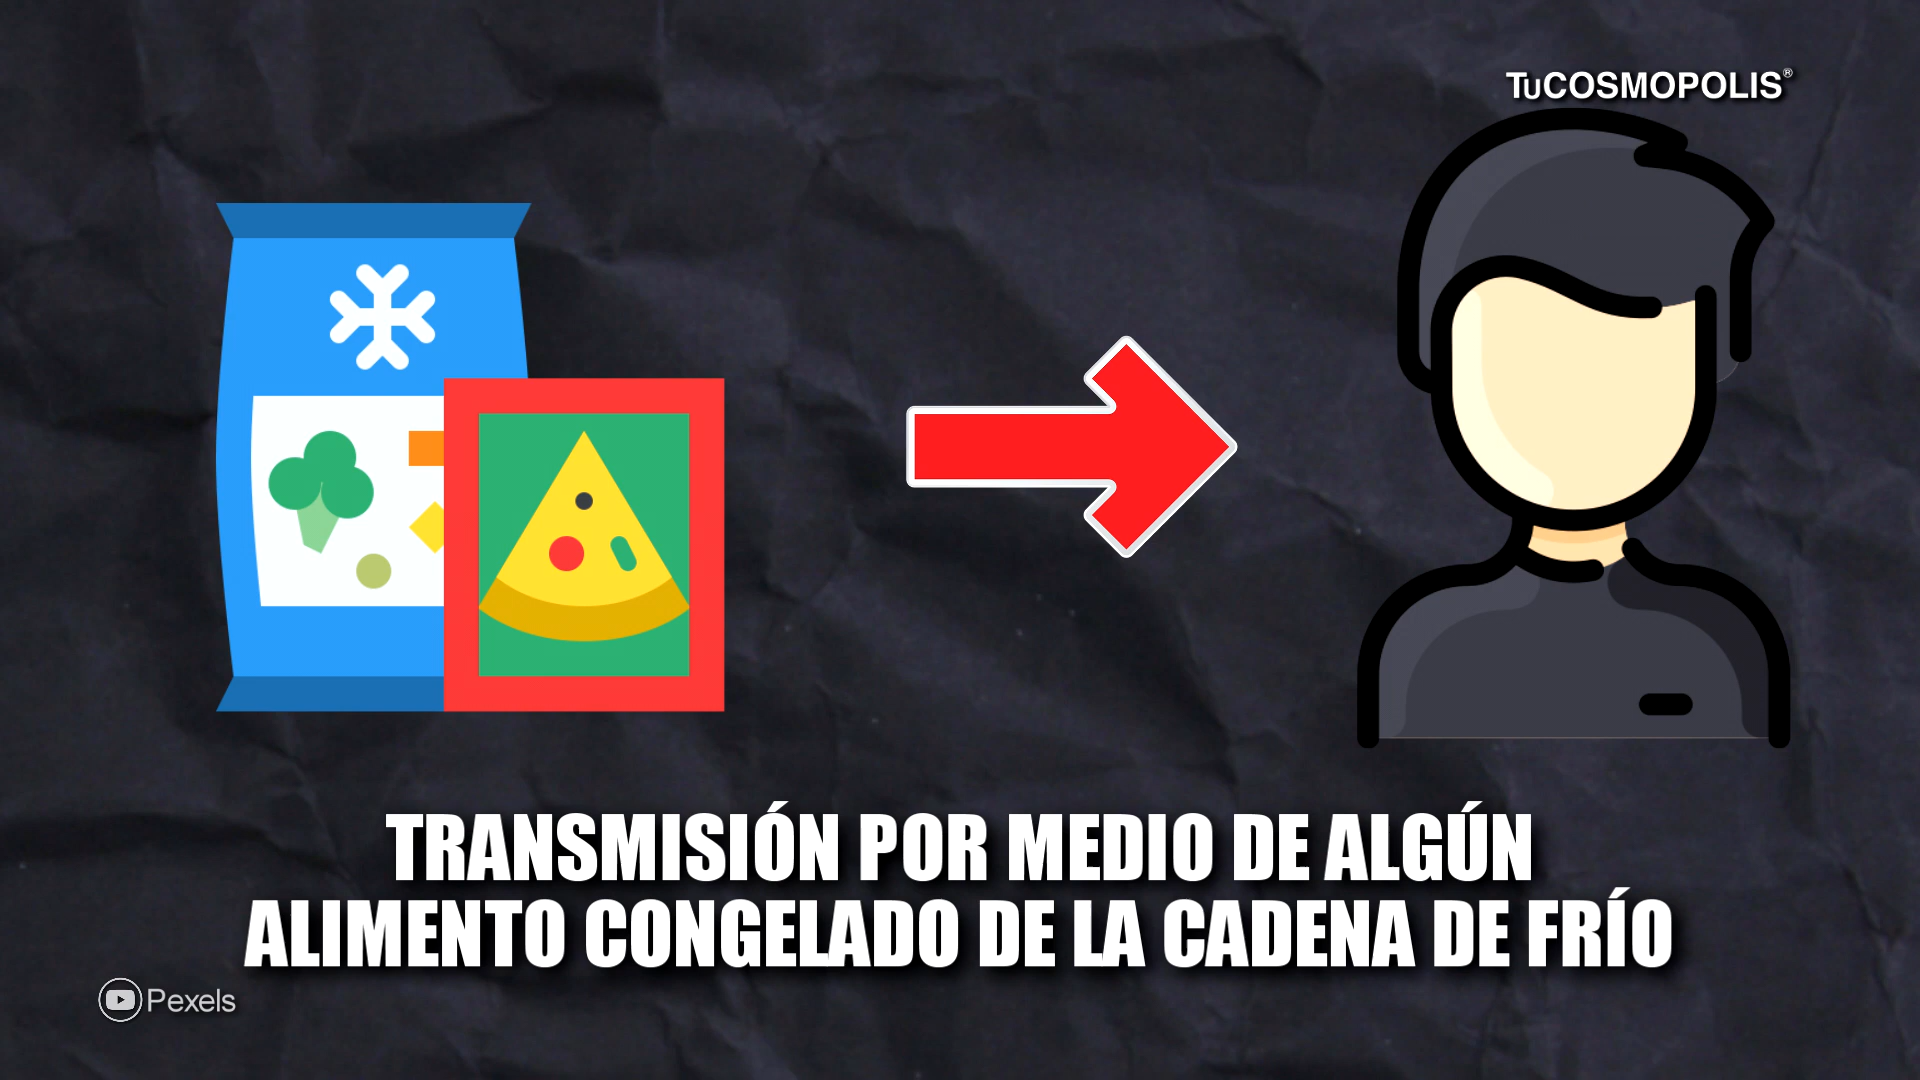 TuCOSMOPOLIS®
TRANSMISIÓN POR MEDIO DE ALGÚN
ALIMENTO CONGELADO DE LA CADENA DE FRÍO
Pexels